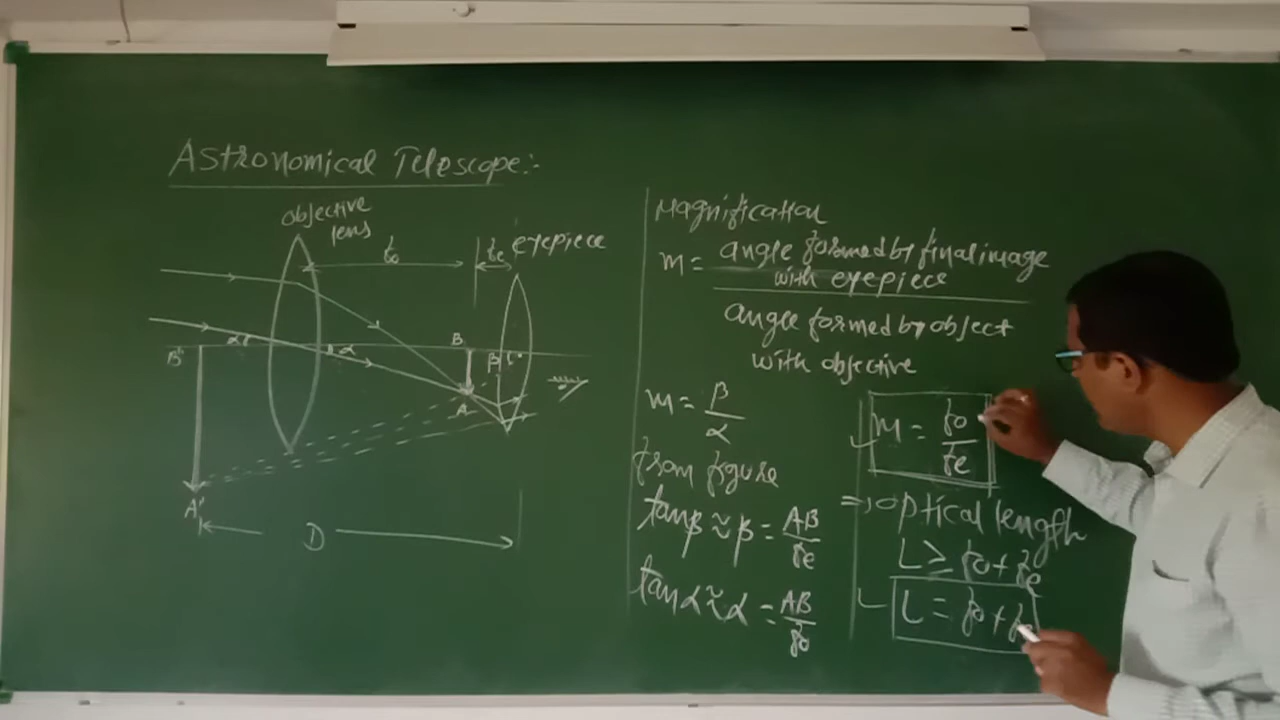 Astronomical Telescope:-
objective
lens
fo
fe
eyepiece
B"
α
α
B
β
A
A'
D
Magnification
m = angle formed by final image
with eyepiece
angle formed by object
with objective
m = β
α
from figure
tanβ ≈ β = AB
fe
tanα ≈ α = AB
fo
m = fo
fe
⇒ optical length
L ≥ fo + fe
L = fo + fe